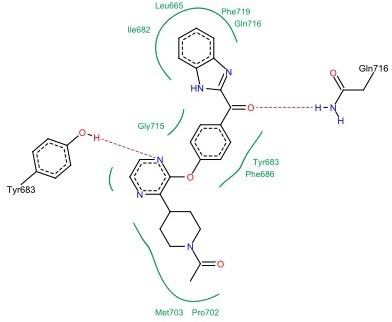 Leu665
Phe719
Ile682
Gln716
N
HN
Gln716
O
O
H-N
H
Gly715
O-H
N
Tyr683
Phe686
O
Tyr683
N
N
O
Met703 Pro702